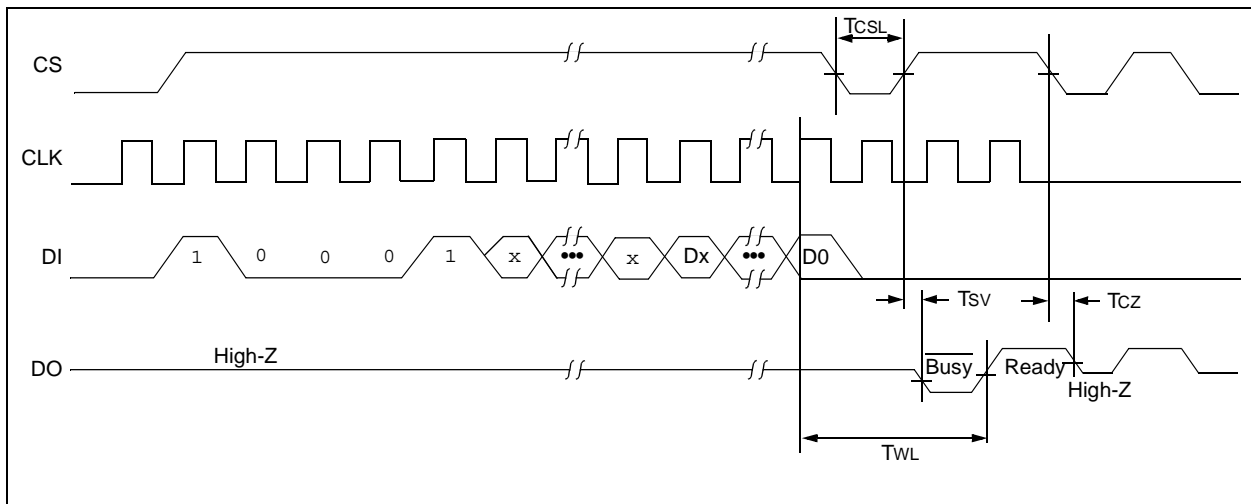 TCSL
CS
CLK
DI 1 0 0 0 1 x ••• x Dx ••• D0
TSV TCZ
High-Z Busy Ready
DO High-Z
TWL